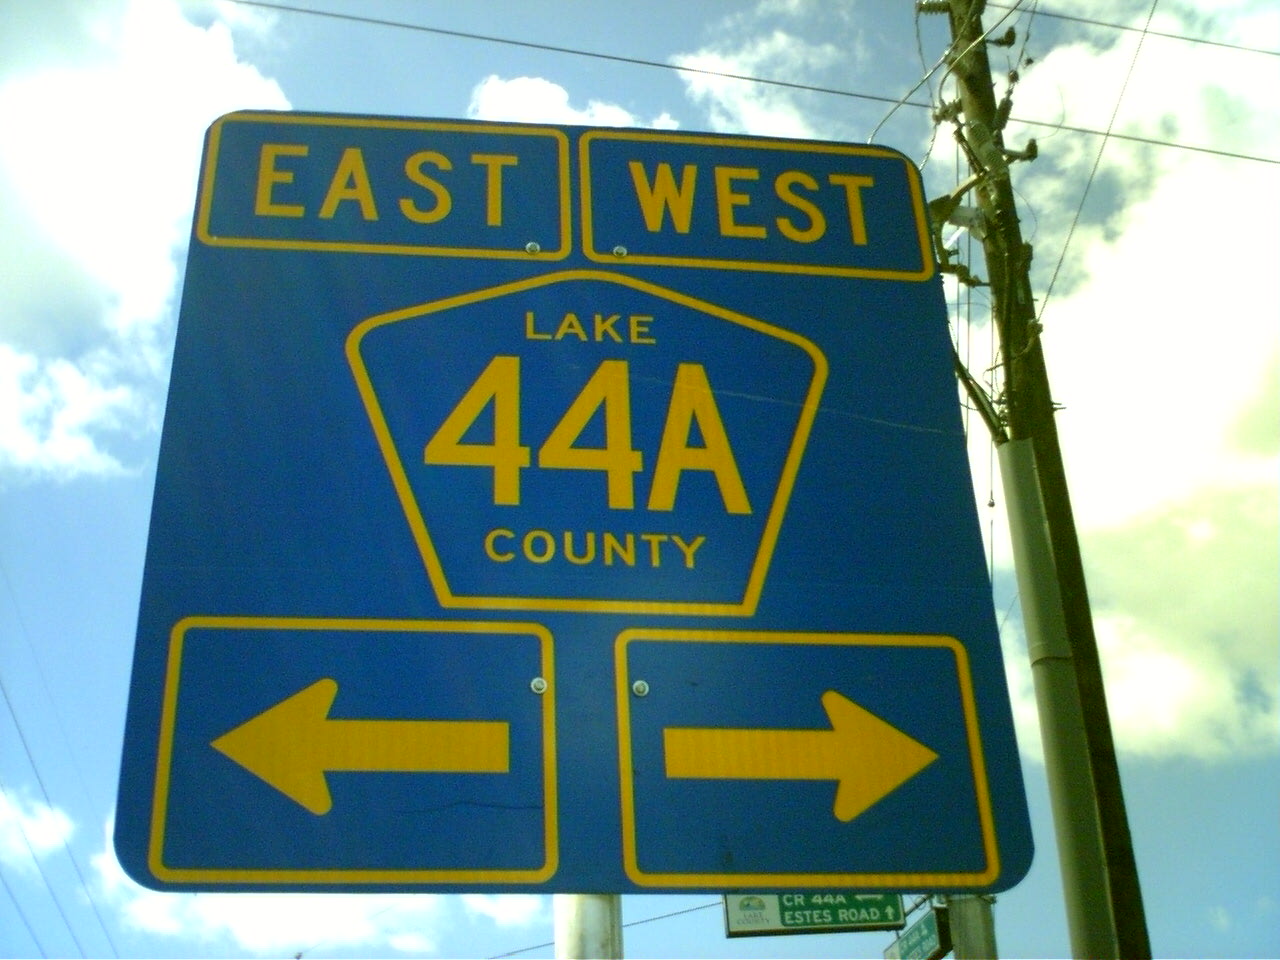 EAST WEST
LAKE
44A
COUNTY
CR 44A
ESTES ROAD
LAKE
COUNTY